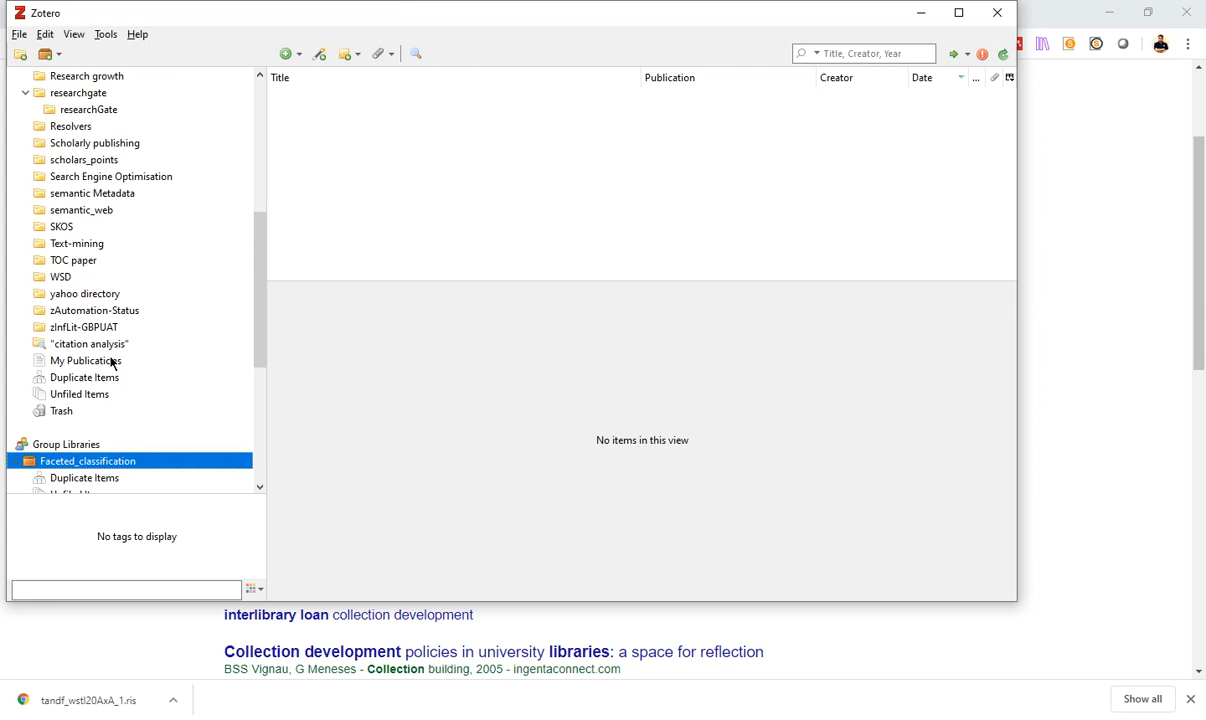 Zotero
File Edit View Tools Help
Title, Creator, Year
Title Publication Creator Date ...
Research growth
researchgate
researchGate
Resolvers
Scholarly publishing
scholars_points
Search Engine Optimisation
semantic Metadata
semantic_web
SKOS
Text-mining
TOC paper
WSD
yahoo directory
zAutomation-Status
zInfLit-GBPUAT
"citation analysis"
My Publications
Duplicate Items
Unfiled Items
Trash
Group Libraries
Faceted_classification
Duplicate Items
No items in this view
No tags to display
interlibrary loan collection development
Collection development policies in university libraries: a space for reflection
BSS Vignau, G Meneses - Collection building, 2005 - ingentaconnect.com
tandf_wstl20AxA_1.ris
Show all